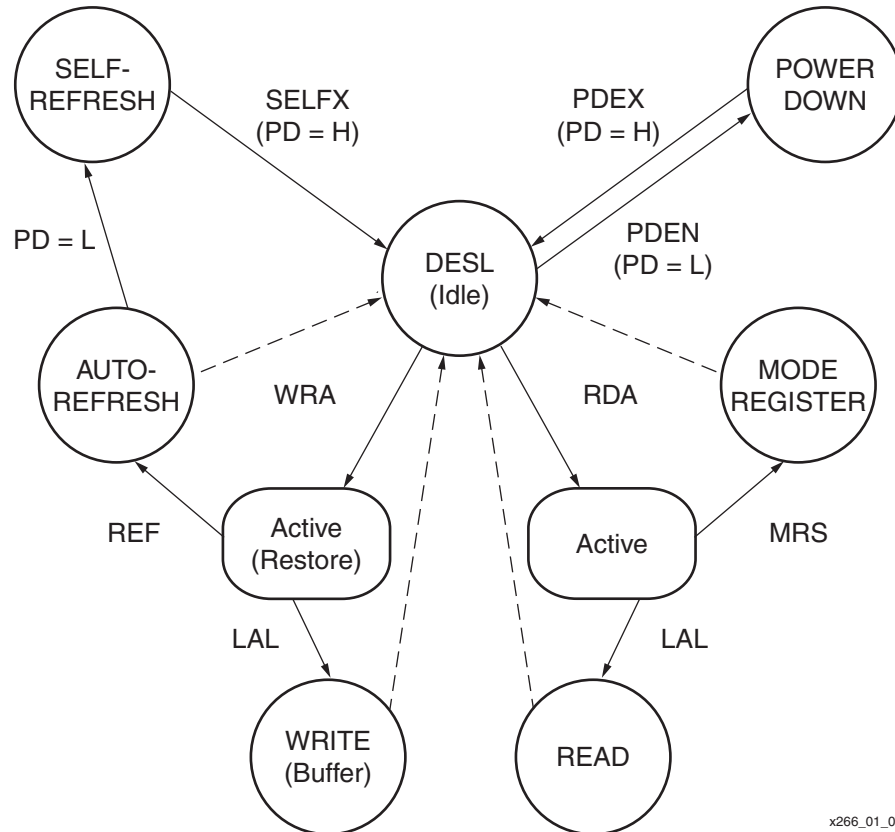 SELF-
REFRESH
POWER
DOWN
SELFX
(PD = H)
PDEX
(PD = H)
PD = L
DESL
(Idle)
PDEN
(PD = L)
AUTO-
REFRESH
WRA
RDA
MODE
REGISTER
REF
Active
(Restore)
Active
MRS
LAL
LAL
WRITE
(Buffer)
READ